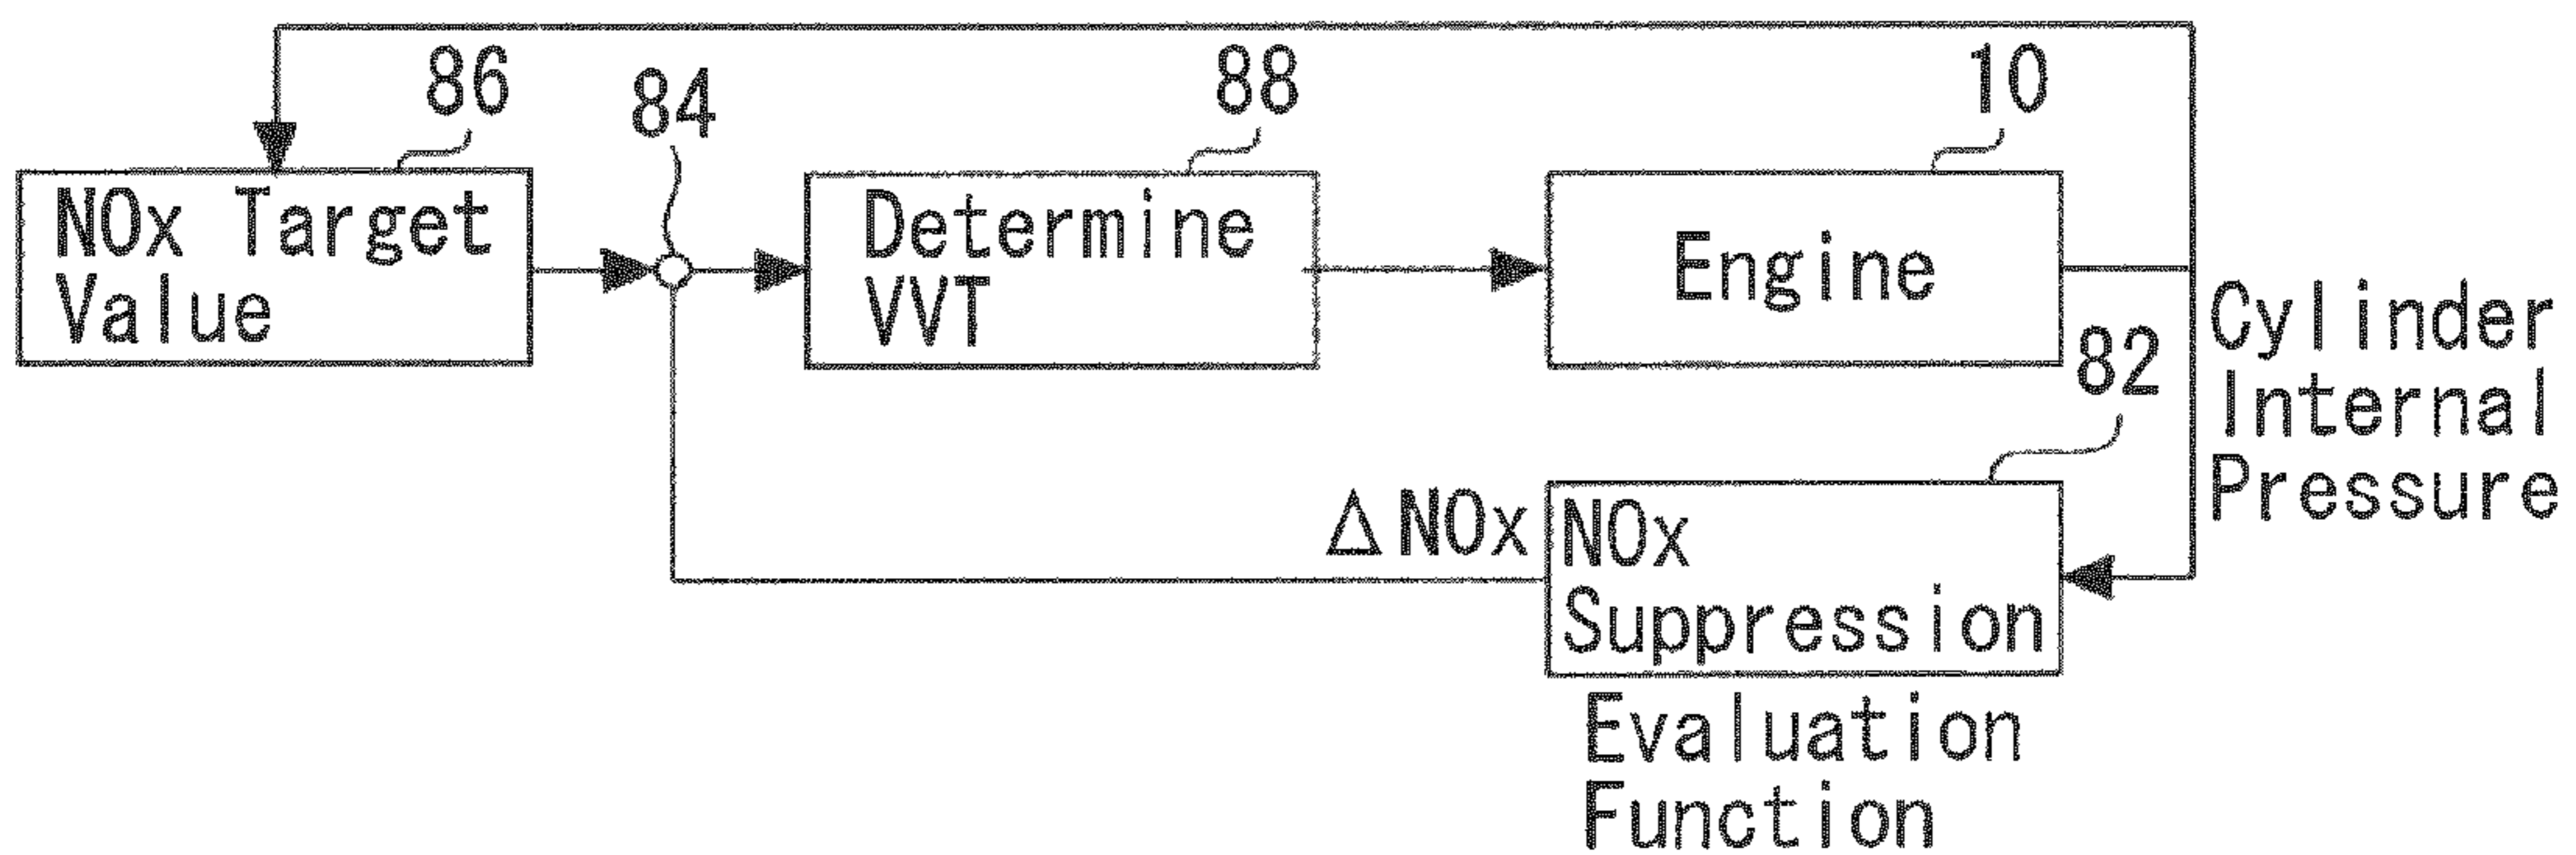 86
84
88
10
NOx Target
Value
Determine
VVT
Engine
Cylinder
Internal
Pressure
82
ΔNOx
NOx
Suppression
Evaluation
Function